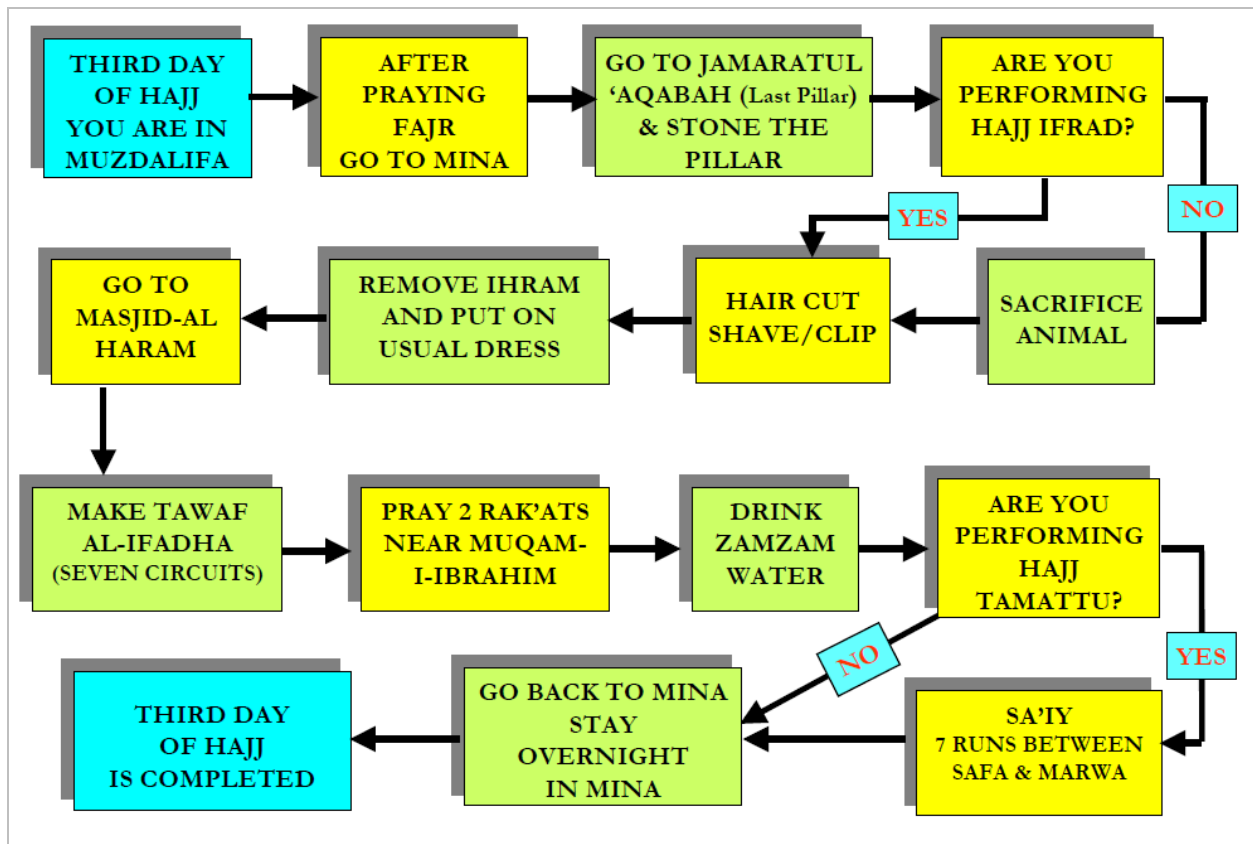 THIRD DAY
OF HAJJ
YOU ARE IN
MUZDALIFA
AFTER
PRAYING
FAJR
GO TO MINA
GO TO JAMARATUL
‘AQABAH (Last Pillar)
& STONE THE
PILLAR
ARE YOU
PERFORMING
HAJJ IFRAD?
YES
NO
GO TO
MASJID-AL
HARAM
REMOVE IHRAM
AND PUT ON
USUAL DRESS
HAIR CUT
SHAVE/CLIP
SACRIFICE
ANIMAL
MAKE TAWAF
AL-IFADHA
(SEVEN CIRCUITS)
PRAY 2 RAK’ATS
NEAR MUQAM-
I-IBRAHIM
DRINK
ZAMZAM
WATER
ARE YOU
PERFORMING
HAJJ
TAMATTU?
NO
YES
THIRD DAY
OF HAJJ
IS COMPLETED
GO BACK TO MINA
STAY
OVERNIGHT
IN MINA
SA’IY
7 RUNS BETWEEN
SAFA & MARWA